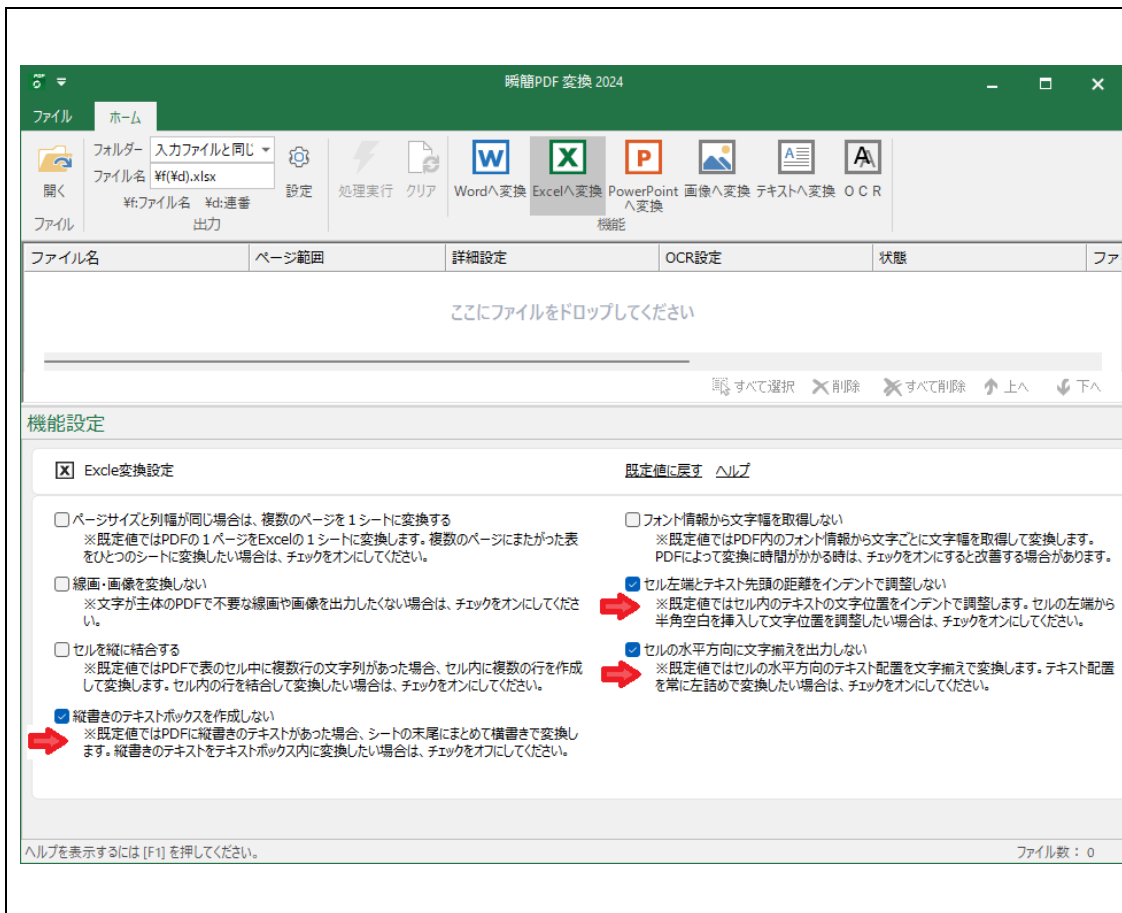 瞬簡PDF 変換 2024
ファイル ホーム
フォルダー 入力ファイルと同じ
ファイル名 ¥f(¥d).xlsx
¥f:ファイル名 ¥d:連番
開く 設定 処理実行 クリア Wordへ変換 Excelへ変換 PowerPoint
へ変換 画像へ変換 テキストへ変換 OCR
ファイル 出力 機能
ファイル名 ページ範囲 詳細設定 OCR設定 状態 ファ
ここにファイルをドロップしてください
すべて選択 削除 すべて削除 上へ 下へ
機能設定
Excle変換設定 既定値に戻す ヘルプ
ページサイズと列幅が同じ場合は、複数のページを1シートに変換する
※既定値ではPDFの1ページをExcelの1シートに変換します。複数のページにまたがった表
をひとつのシートに変換したい場合は、チェックをオンにしてください。
線画・画像を変換しない
※文字が主体のPDFで不要な線画や画像を出力したくない場合は、チェックをオンにしてくださ
い。
セルを縦に結合する
※既定値ではPDFで表のセル中に複数行の文字列があった場合、セル内に複数の行を作成
して変換します。セル内の行を結合して変換したい場合は、チェックをオンにしてください。
縦書きのテキストボックスを作成しない
※既定値ではPDFに縦書きのテキストがあった場合、シートの末尾にまとめて横書きで変換し
ます。縦書きのテキストをテキストボックス内に変換したい場合は、チェックをオフにしてください。
フォント情報から文字幅を取得しない
※既定値ではPDF内のフォント情報から文字ごとに文字幅を取得して変換します。
PDFによって変換に時間がかかる時は、チェックをオンにすると改善する場合があります。
セル左端とテキスト先頭の距離をインデントで調整しない
※既定値ではセル内のテキストの文字位置をインデントで調整します。セルの左端から
半角空白を挿入して文字位置を調整したい場合は、チェックをオンにしてください。
セルの水平方向に文字揃えを出力しない
※既定値ではセルの水平方向のテキスト配置を文字揃えで変換します。テキスト配置
を常に左詰めで変換したい場合は、チェックをオンにしてください。
ヘルプを表示するには [F1] を押してください。 ファイル数: 0